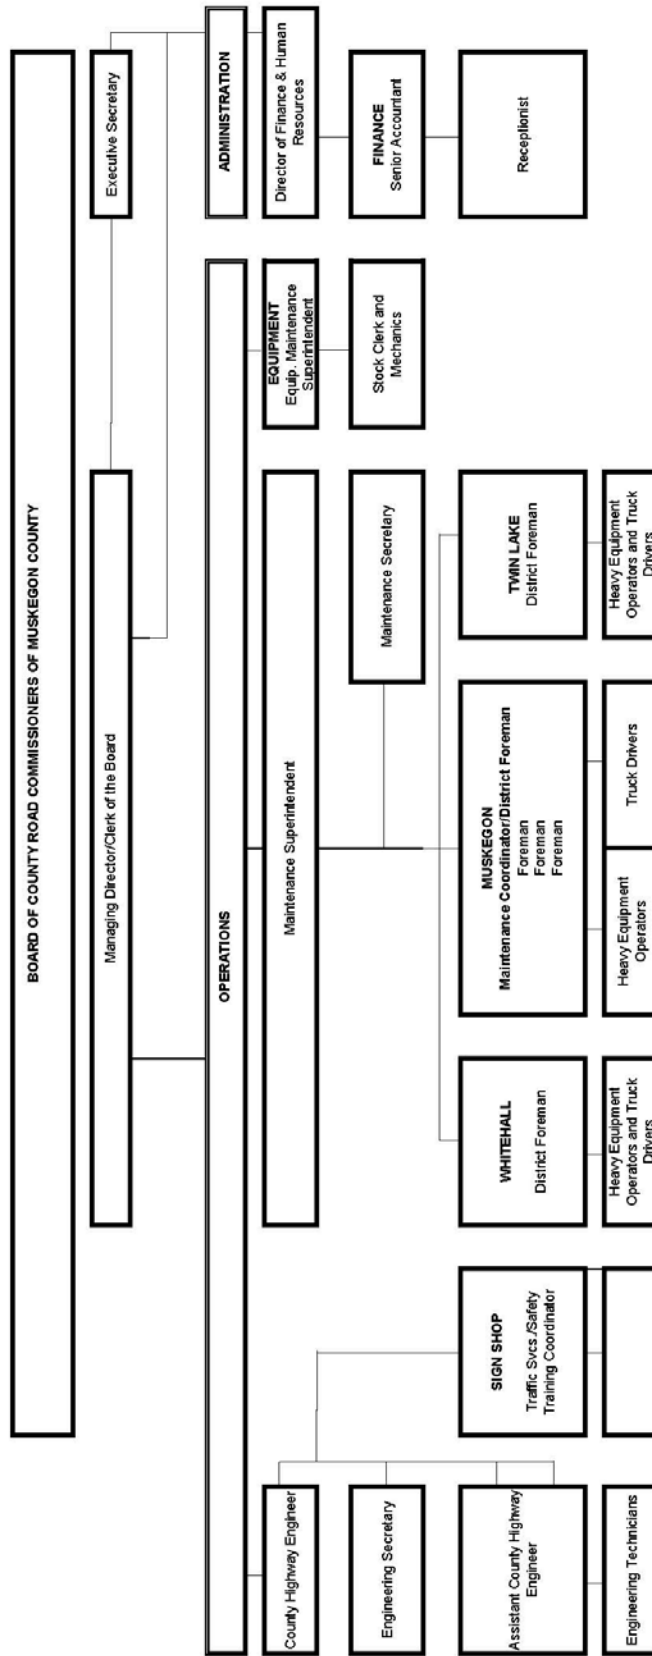 BOARD OF COUNTY ROAD COMMISSIONERS OF MUSKEGON COUNTY
Managing Director/Clerk of the Board
Executive Secretary
OPERATIONS
ADMINISTRATION
County Highway Engineer
Maintenance Superintendent
EQUIPMENT
Equip. Maintenance
Superintendent
Director of Finance & Human
Resources
Engineering Secretary
Maintenance Secretary
Stock Clerk and
Mechanics
FINANCE
Senior Accountant
Assistant County Highway
Engineer
SIGN SHOP
Traffic Svcs./Safety
Training Coordinator
WHITEHALL
District Foreman
MUSKEGON
Maintenance Coordinator/District Foreman
Foreman
Foreman
Foreman
TWIN LAKE
District Foreman
Receptionist
Engineering Technicians
Heavy Equipment
Operators and Truck
Drivers
Heavy Equipment
Operators
Truck Drivers
Heavy Equipment
Operators and Truck
Drivers